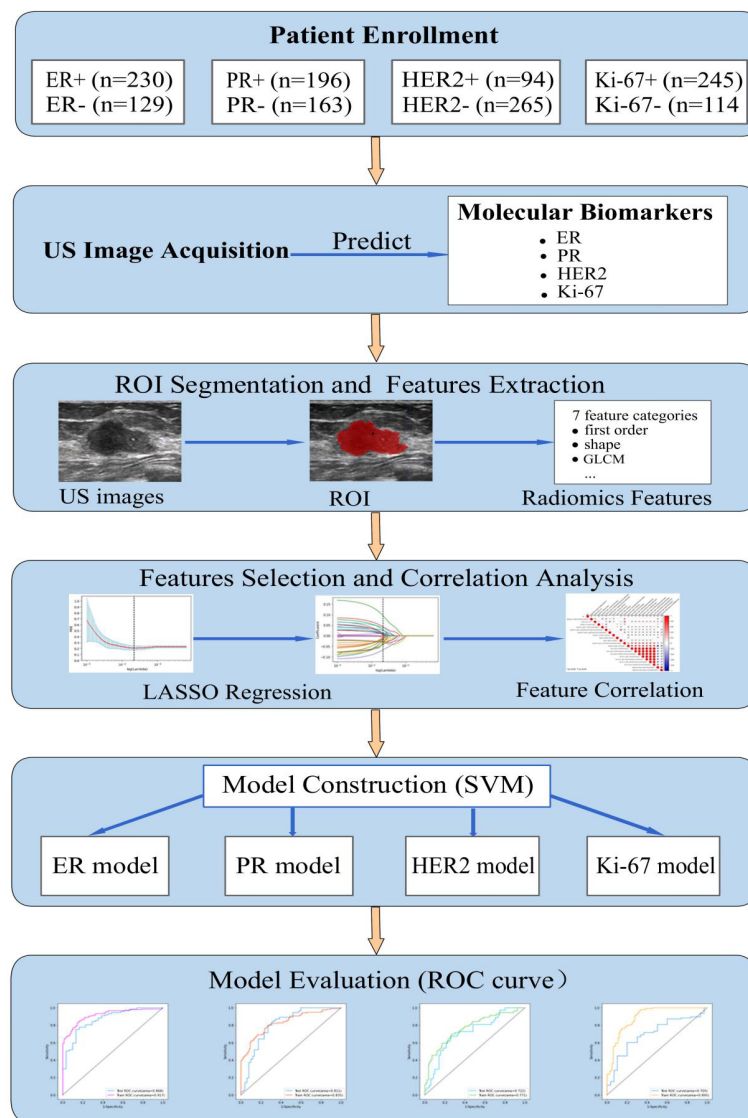 Patient Enrollment
ER+ (n=230)
ER- (n=129)
PR+ (n=196)
PR- (n=163)
HER2+ (n=94)
HER2- (n=265)
Ki-67+ (n=245)
Ki-67- (n=114
US Image Acquisition
Predict
Molecular Biomarkers
• ER
• PR
• HER2
• Ki-67
ROI Segmentation and Features Extraction
7 feature categories
• first order
• shape
• GLCM
...
US images
ROI
Radiomics Features
Features Selection and Correlation Analysis
LASSO Regression
Feature Correlation
Model Construction (SVM)
ER model
PR model
HER2 model
Ki-67 model
Model Evaluation (ROC curve）